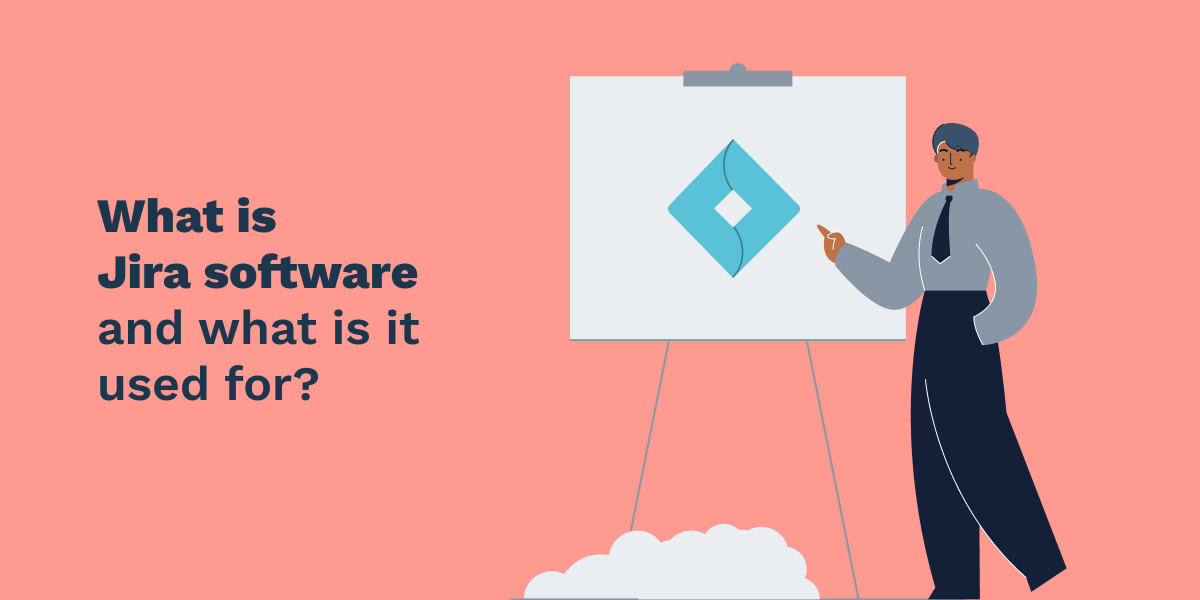 What is
Jira software
and what is it
used for?